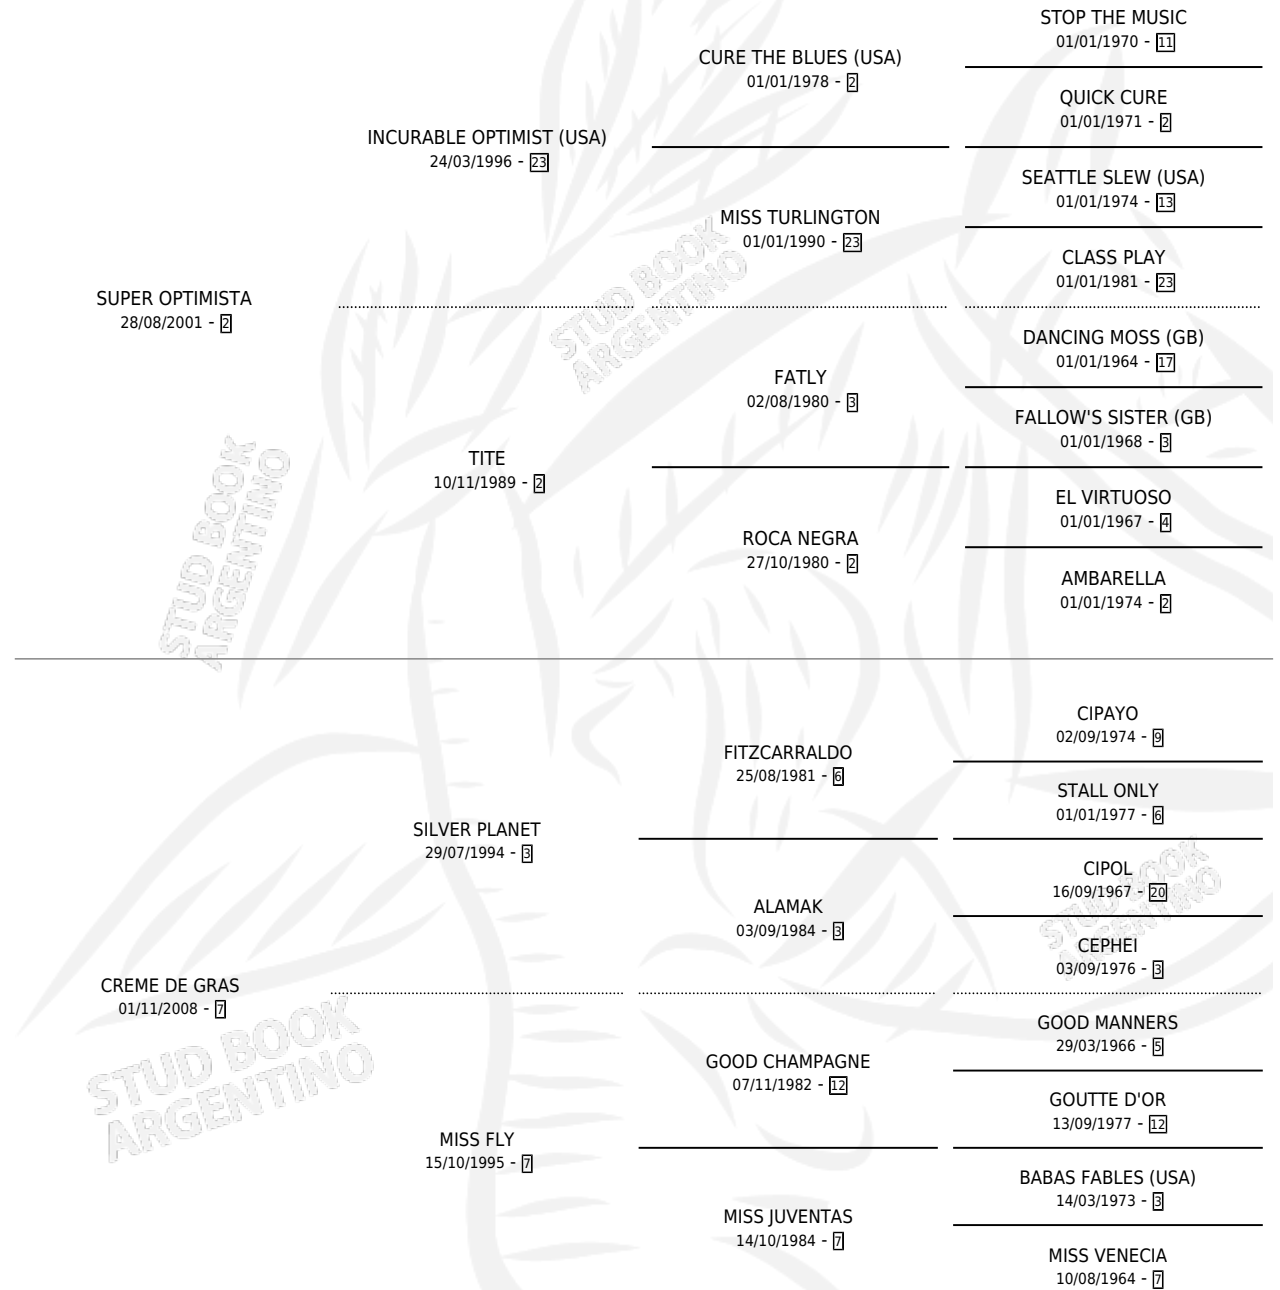 STOP THE MUSIC
01/01/1970 - 11
CURE THE BLUES (USA)
01/01/1978 - 2
QUICK CURE
01/01/1971 - 2
INCURABLE OPTIMIST (USA)
24/03/1996 - 23
SEATTLE SLEW (USA)
01/01/1974 - 13
MISS TURLINGTON
01/01/1990 - 23
CLASS PLAY
01/01/1981 - 23
SUPER OPTIMISTA
28/08/2001 - 2
DANCING MOSS (GB)
01/01/1964 - 17
FATLY
02/08/1980 - 3
FALLOW'S SISTER (GB)
01/01/1968 - 3
TITE
10/11/1989 - 2
EL VIRTUOSO
01/01/1967 - 4
ROCA NEGRA
27/10/1980 - 2
AMBARELLA
01/01/1974 - 2
CIPAYO
02/09/1974 - 9
FITZCARRALDO
25/08/1981 - 6
STALL ONLY
01/01/1977 - 6
SILVER PLANET
29/07/1994 - 3
CIPOL
16/09/1967 - 20
ALAMAK
03/09/1984 - 3
CEPHEI
03/09/1976 - 3
CREME DE GRAS
01/11/2008 - 7
GOOD MANNERS
29/03/1966 - 5
GOOD CHAMPAGNE
07/11/1982 - 12
GOUTTE D'OR
13/09/1977 - 12
MISS FLY
15/10/1995 - 7
BABAS FABLES (USA)
14/03/1973 - 3
MISS JUVENTAS
14/10/1984 - 7
MISS VENECIA
10/08/1964 - 7
STUD BOOK
ARGENTINO
STUD BOOK
ARGENTINO
STUD BOOK
ARGENTINO
STUD BOOK
ARGENTINO